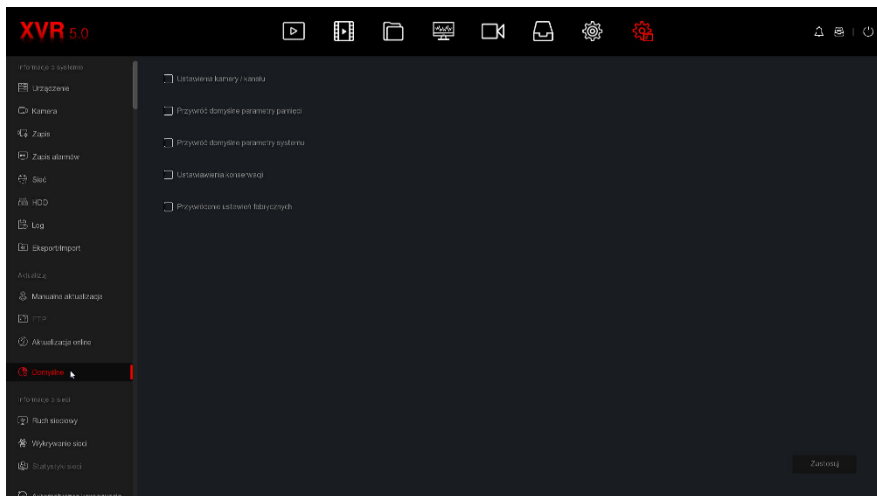 XVR 5.0
Informacje o systemie
Urządzenie
Kamera
Zapis
Zapis alarmów
Sieć
HDD
Log
Eksport/Import
Aktualizuj
Manualna aktualizacja
FTP
Aktualizacja online
Domyślne
Informacje o sieci
Ruch sieciowy
Wykrywanie sieci
Statystyki sieci
Ustawienia kamery / kanału
Przywróć domyślne parametry pamięci
Przywróć domyślne parametry systemu
Ustawiawienia konserwacji
Przywrócenie ustawień fabrycznych
Zastosuj